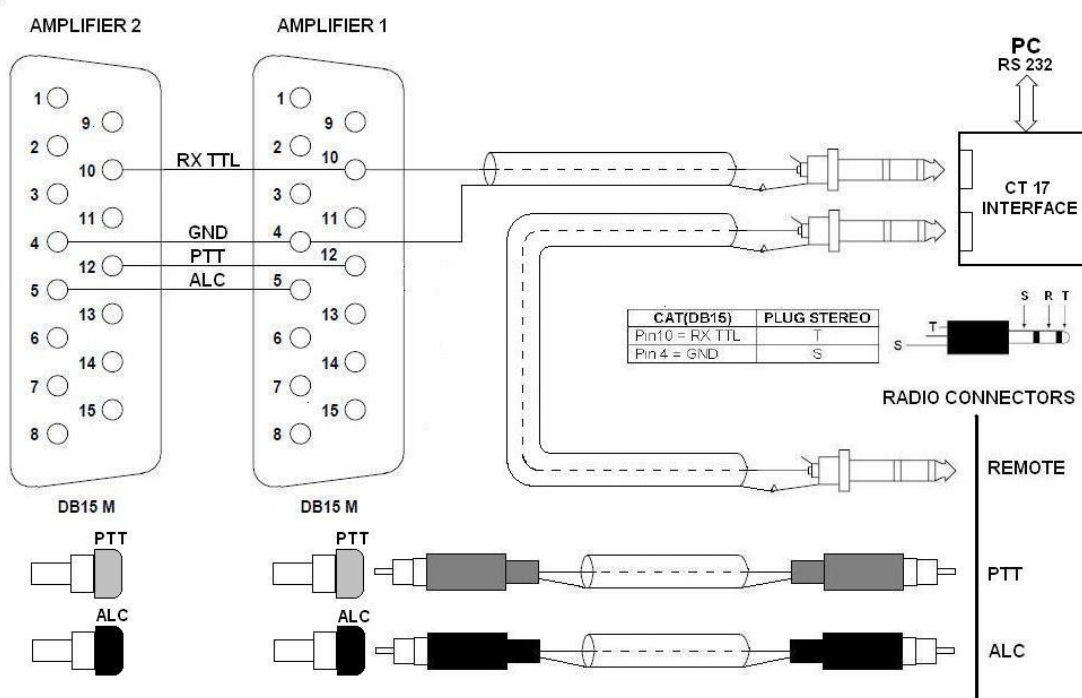 AMPLIFIER 2
AMPLIFIER 1
PC
RS 232
1
9
2
10
3
11
4
12
5
13
6
14
7
15
8
DB15 M
RX TTL
GND
PTT
ALC
1
9
2
10
3
11
4
12
5
13
6
14
7
15
8
DB15 M
CT 17
INTERFACE
CAT(DB15) PLUG STEREO
Pin10 = RX TTL T
Pin 4 = GND S
S R T
T
S
RADIO CONNECTORS
REMOTE
PTT
PTT
PTT
ALC
ALC
ALC